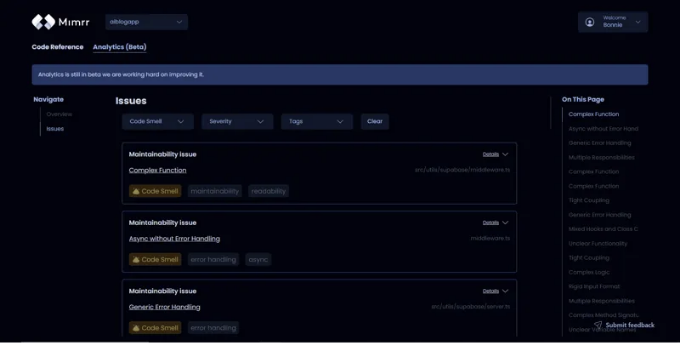 Mimrr
aiblogapp
Welcome
Bonnie
Code Reference
Analytics (Beta)
Analytics is still in beta we are working hard on improving it.
Navigate
Overview
Issues
Issues
Code Smell
Severity
Tags
Clear
Maintainability issue
Details
Complex Function
src/utils/supabase/middleware.ts
Code Smell
maintainability
readability
Maintainability issue
Details
Async without Error Handling
middleware.ts
Code Smell
error handling
async
Maintainability issue
Details
Generic Error Handling
src/utils/supabase/server.ts
Code Smell
error handling
On This Page
Complex Function
Async without Error Hand
Generic Error Handling
Multiple Responsibilities
Complex Function
Complex Function
Tight Coupling
Generic Error Handling
Mixed Hooks and Class C
Unclear Functionality
Tight Coupling
Complex Logic
Rigid Input Format
Multiple Responsibilities
Complex Method Signatu
Submit feedback
Unclear Variable Names